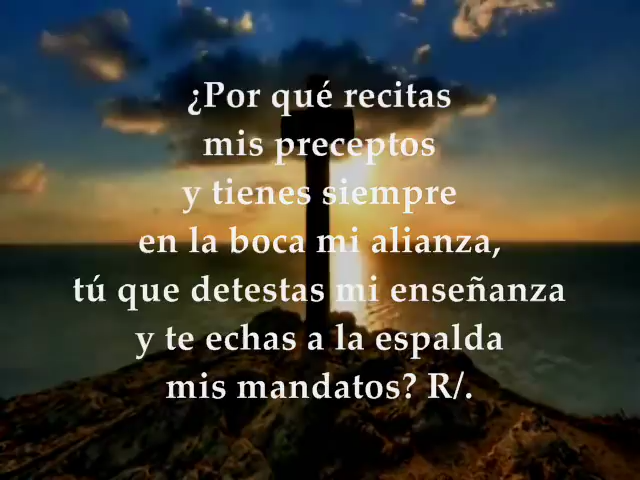 ¿Por qué recitas
mis preceptos
y tienes siempre
en la boca mi alianza,
tú que detestas mi enseñanza
y te echas a la espalda
mis mandatos? R/.